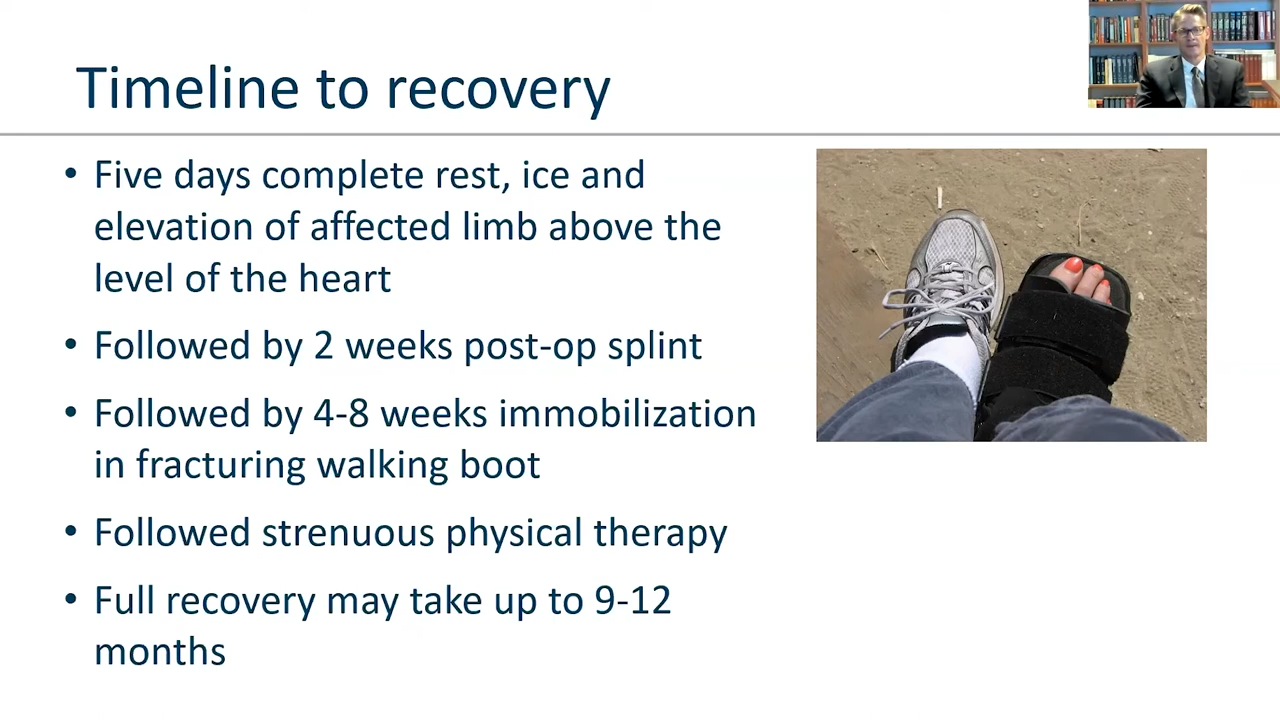 Timeline to recovery
• Five days complete rest, ice and
elevation of affected limb above the
level of the heart
• Followed by 2 weeks post-op splint
• Followed by 4-8 weeks immobilization
in fracturing walking boot
• Followed strenuous physical therapy
• Full recovery may take up to 9-12
months